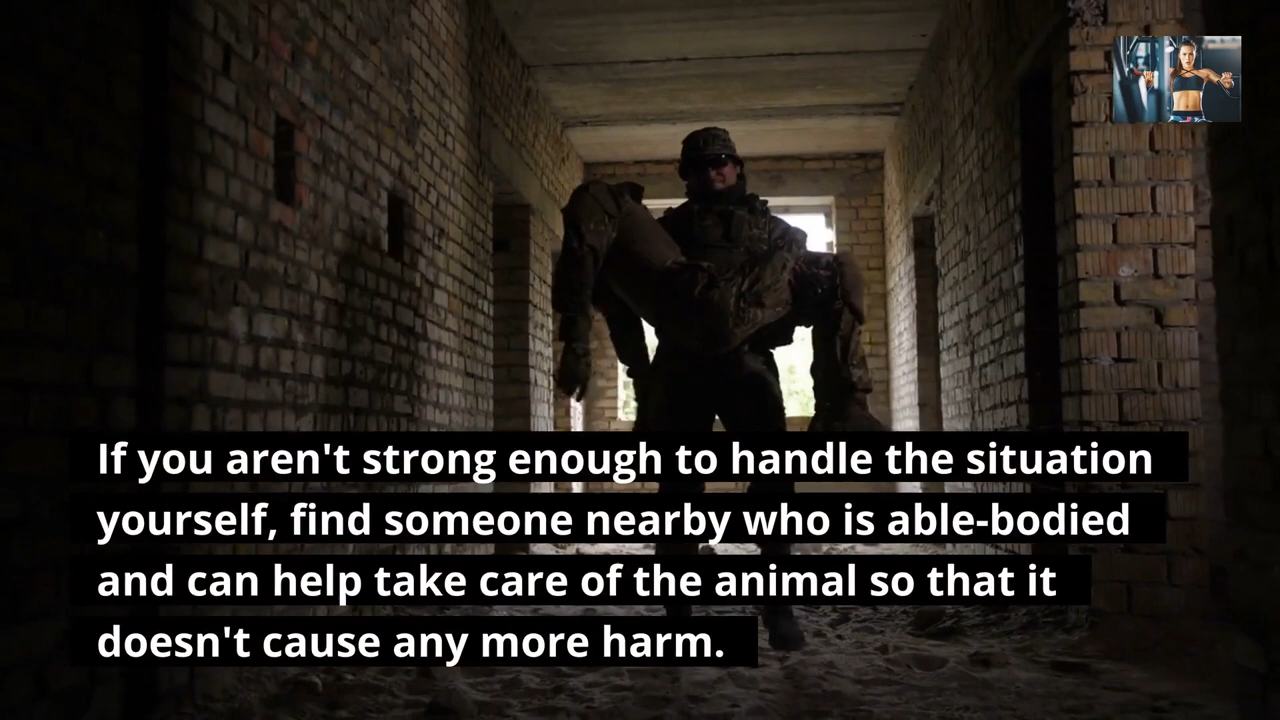 If you aren't strong enough to handle the situation
yourself, find someone nearby who is able-bodied
and can help take care of the animal so that it
doesn't cause any more harm.